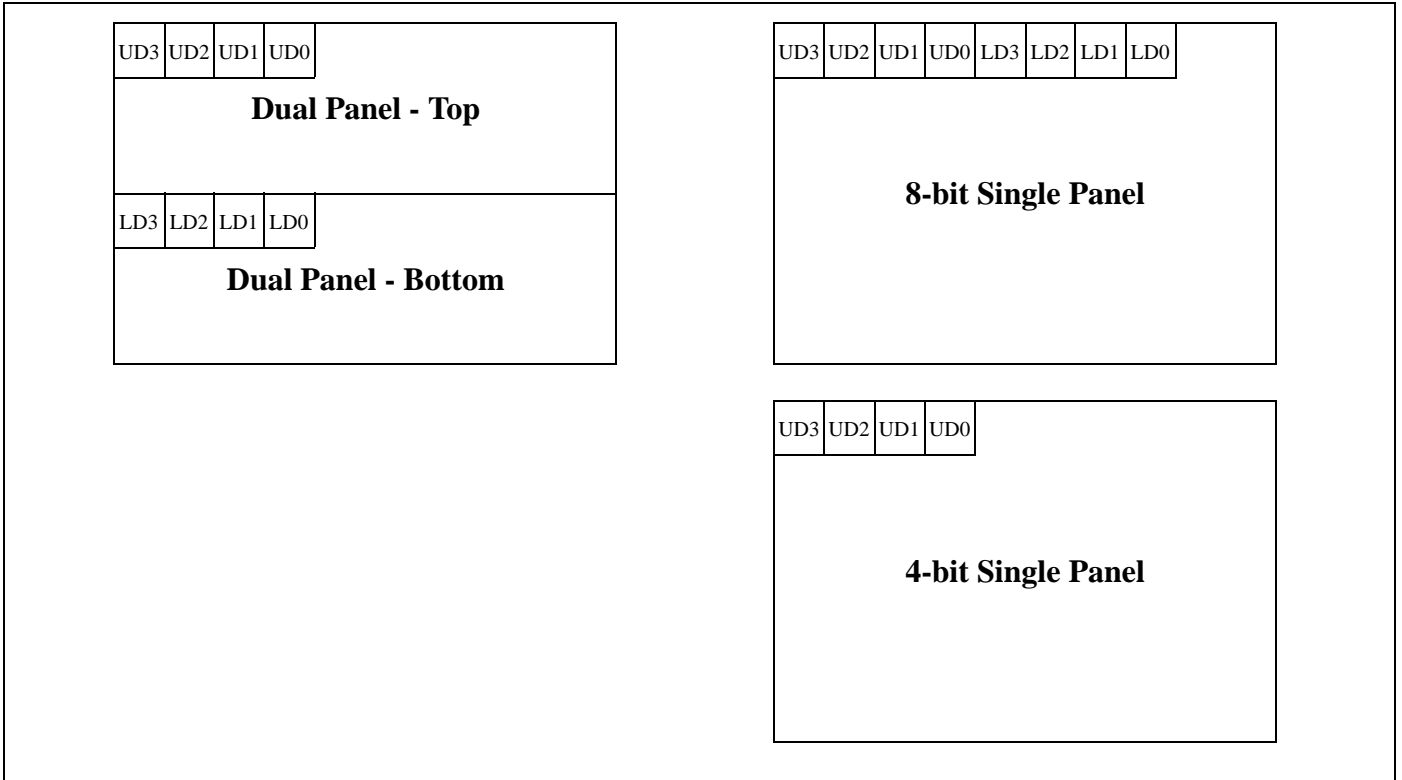 UD3 UD2 UD1 UD0
Dual Panel - Top
LD3 LD2 LD1 LD0
Dual Panel - Bottom
UD3 UD2 UD1 UD0 LD3 LD2 LD1 LD0
8-bit Single Panel
UD3 UD2 UD1 UD0
4-bit Single Panel